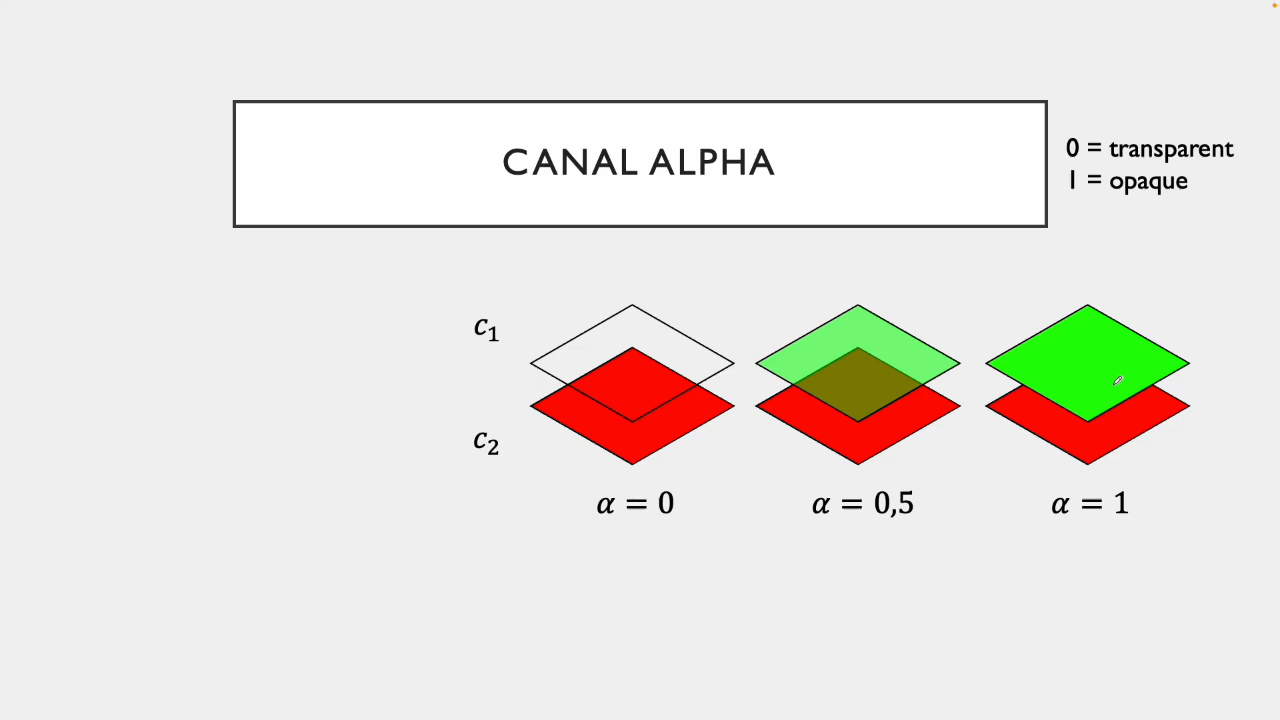 CANAL ALPHA
0 = transparent
1 = opaque
c₁
c₂
α = 0
α = 0,5
α = 1